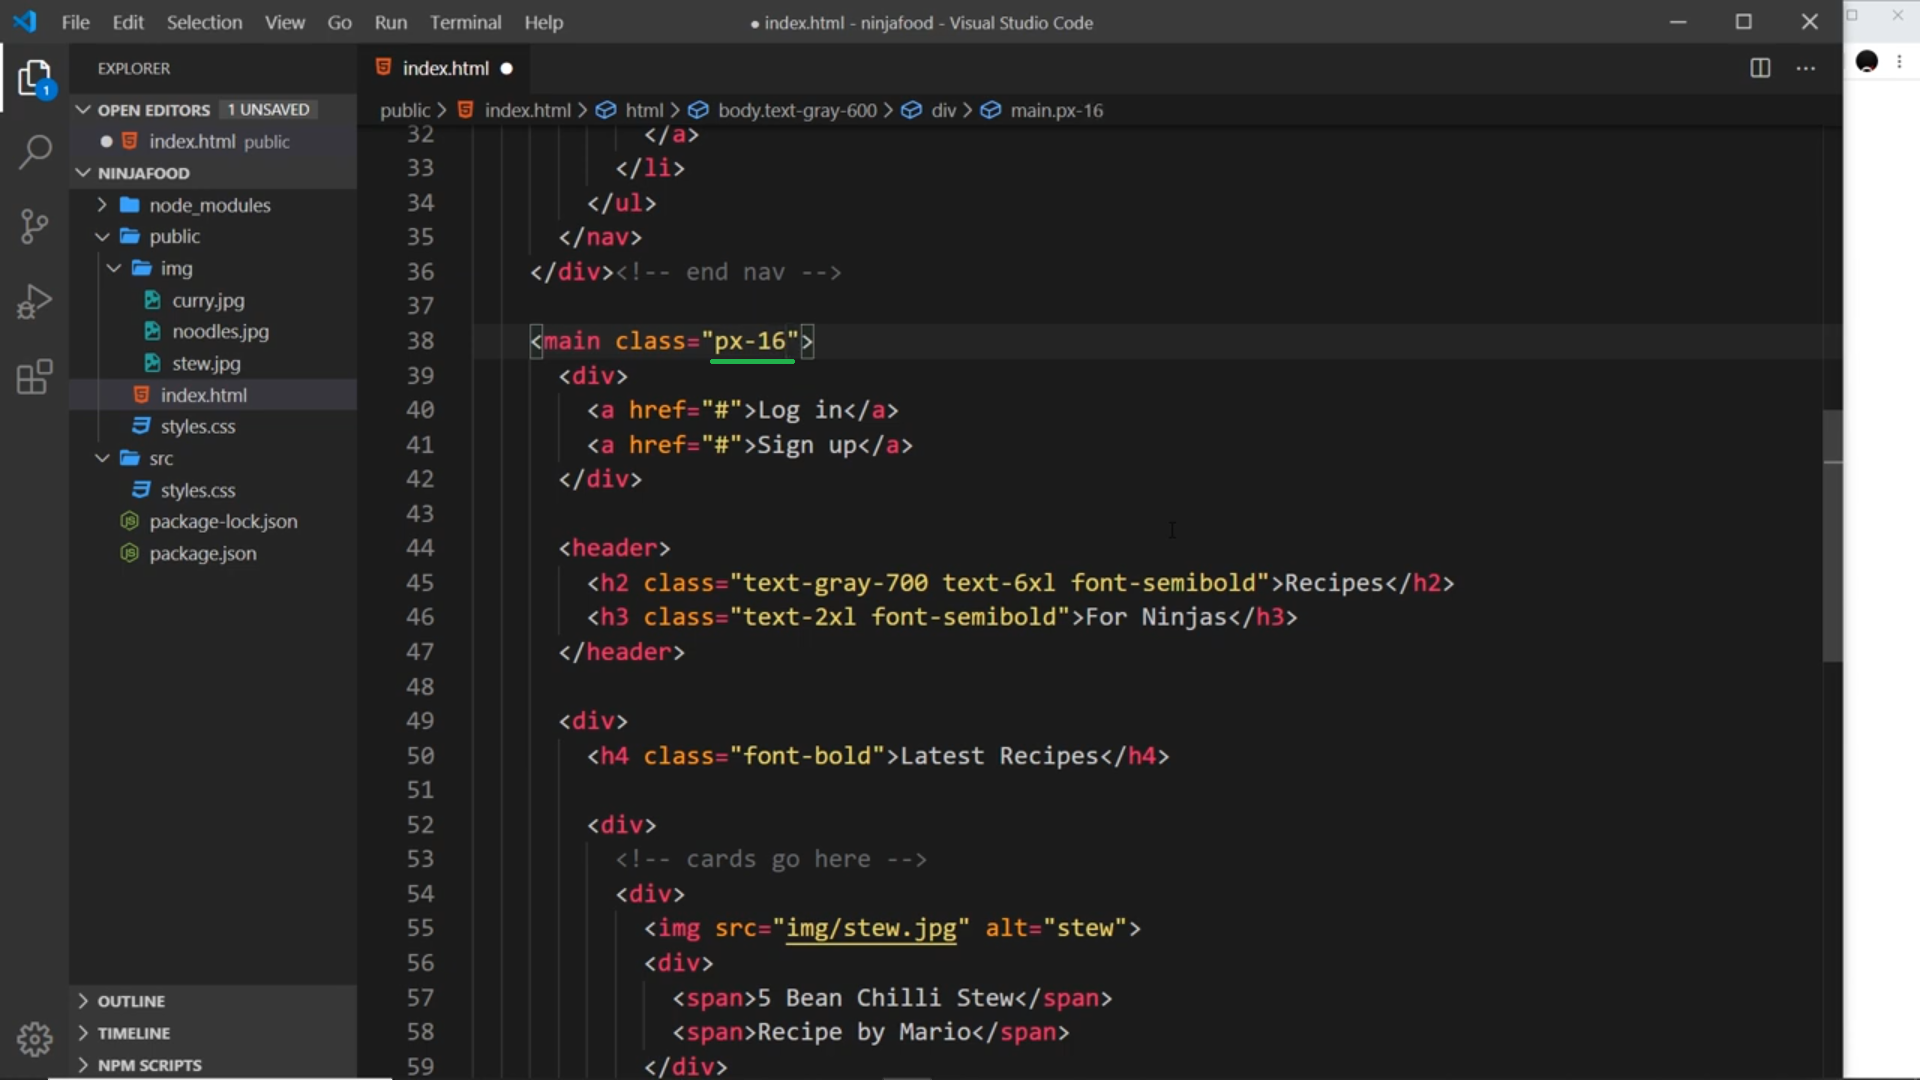 File Edit Selection View Go Run Terminal Help
● index.html - ninjafood - Visual Studio Code
EXPLORER
1
OPEN EDITORS 1 UNSAVED
index.html public
NINJAFOOD
node_modules
public
img
curry.jpg
noodles.jpg
stew.jpg
index.html
styles.css
src
styles.css
package-lock.json
package.json
OUTLINE
TIMELINE
NPM SCRIPTS
index.html
public > index.html > html > body.text-gray-600 > div > main.px-16
32 </a>
33 </li>
34 </ul>
35 </nav>
36 </div><!-- end nav -->
37
38 <main class="px-16">
39 <div>
40 <a href="#">Log in</a>
41 <a href="#">Sign up</a>
42 </div>
43
44 <header>
45 <h2 class="text-gray-700 text-6xl font-semibold">Recipes</h2>
46 <h3 class="text-2xl font-semibold">For Ninjas</h3>
47 </header>
48
49 <div>
50 <h4 class="font-bold">Latest Recipes</h4>
51
52 <div>
53 <!-- cards go here -->
54 <div>
55 <img src="img/stew.jpg" alt="stew">
56 <div>
57 <span>5 Bean Chilli Stew</span>
58 <span>Recipe by Mario</span>
59 </div>